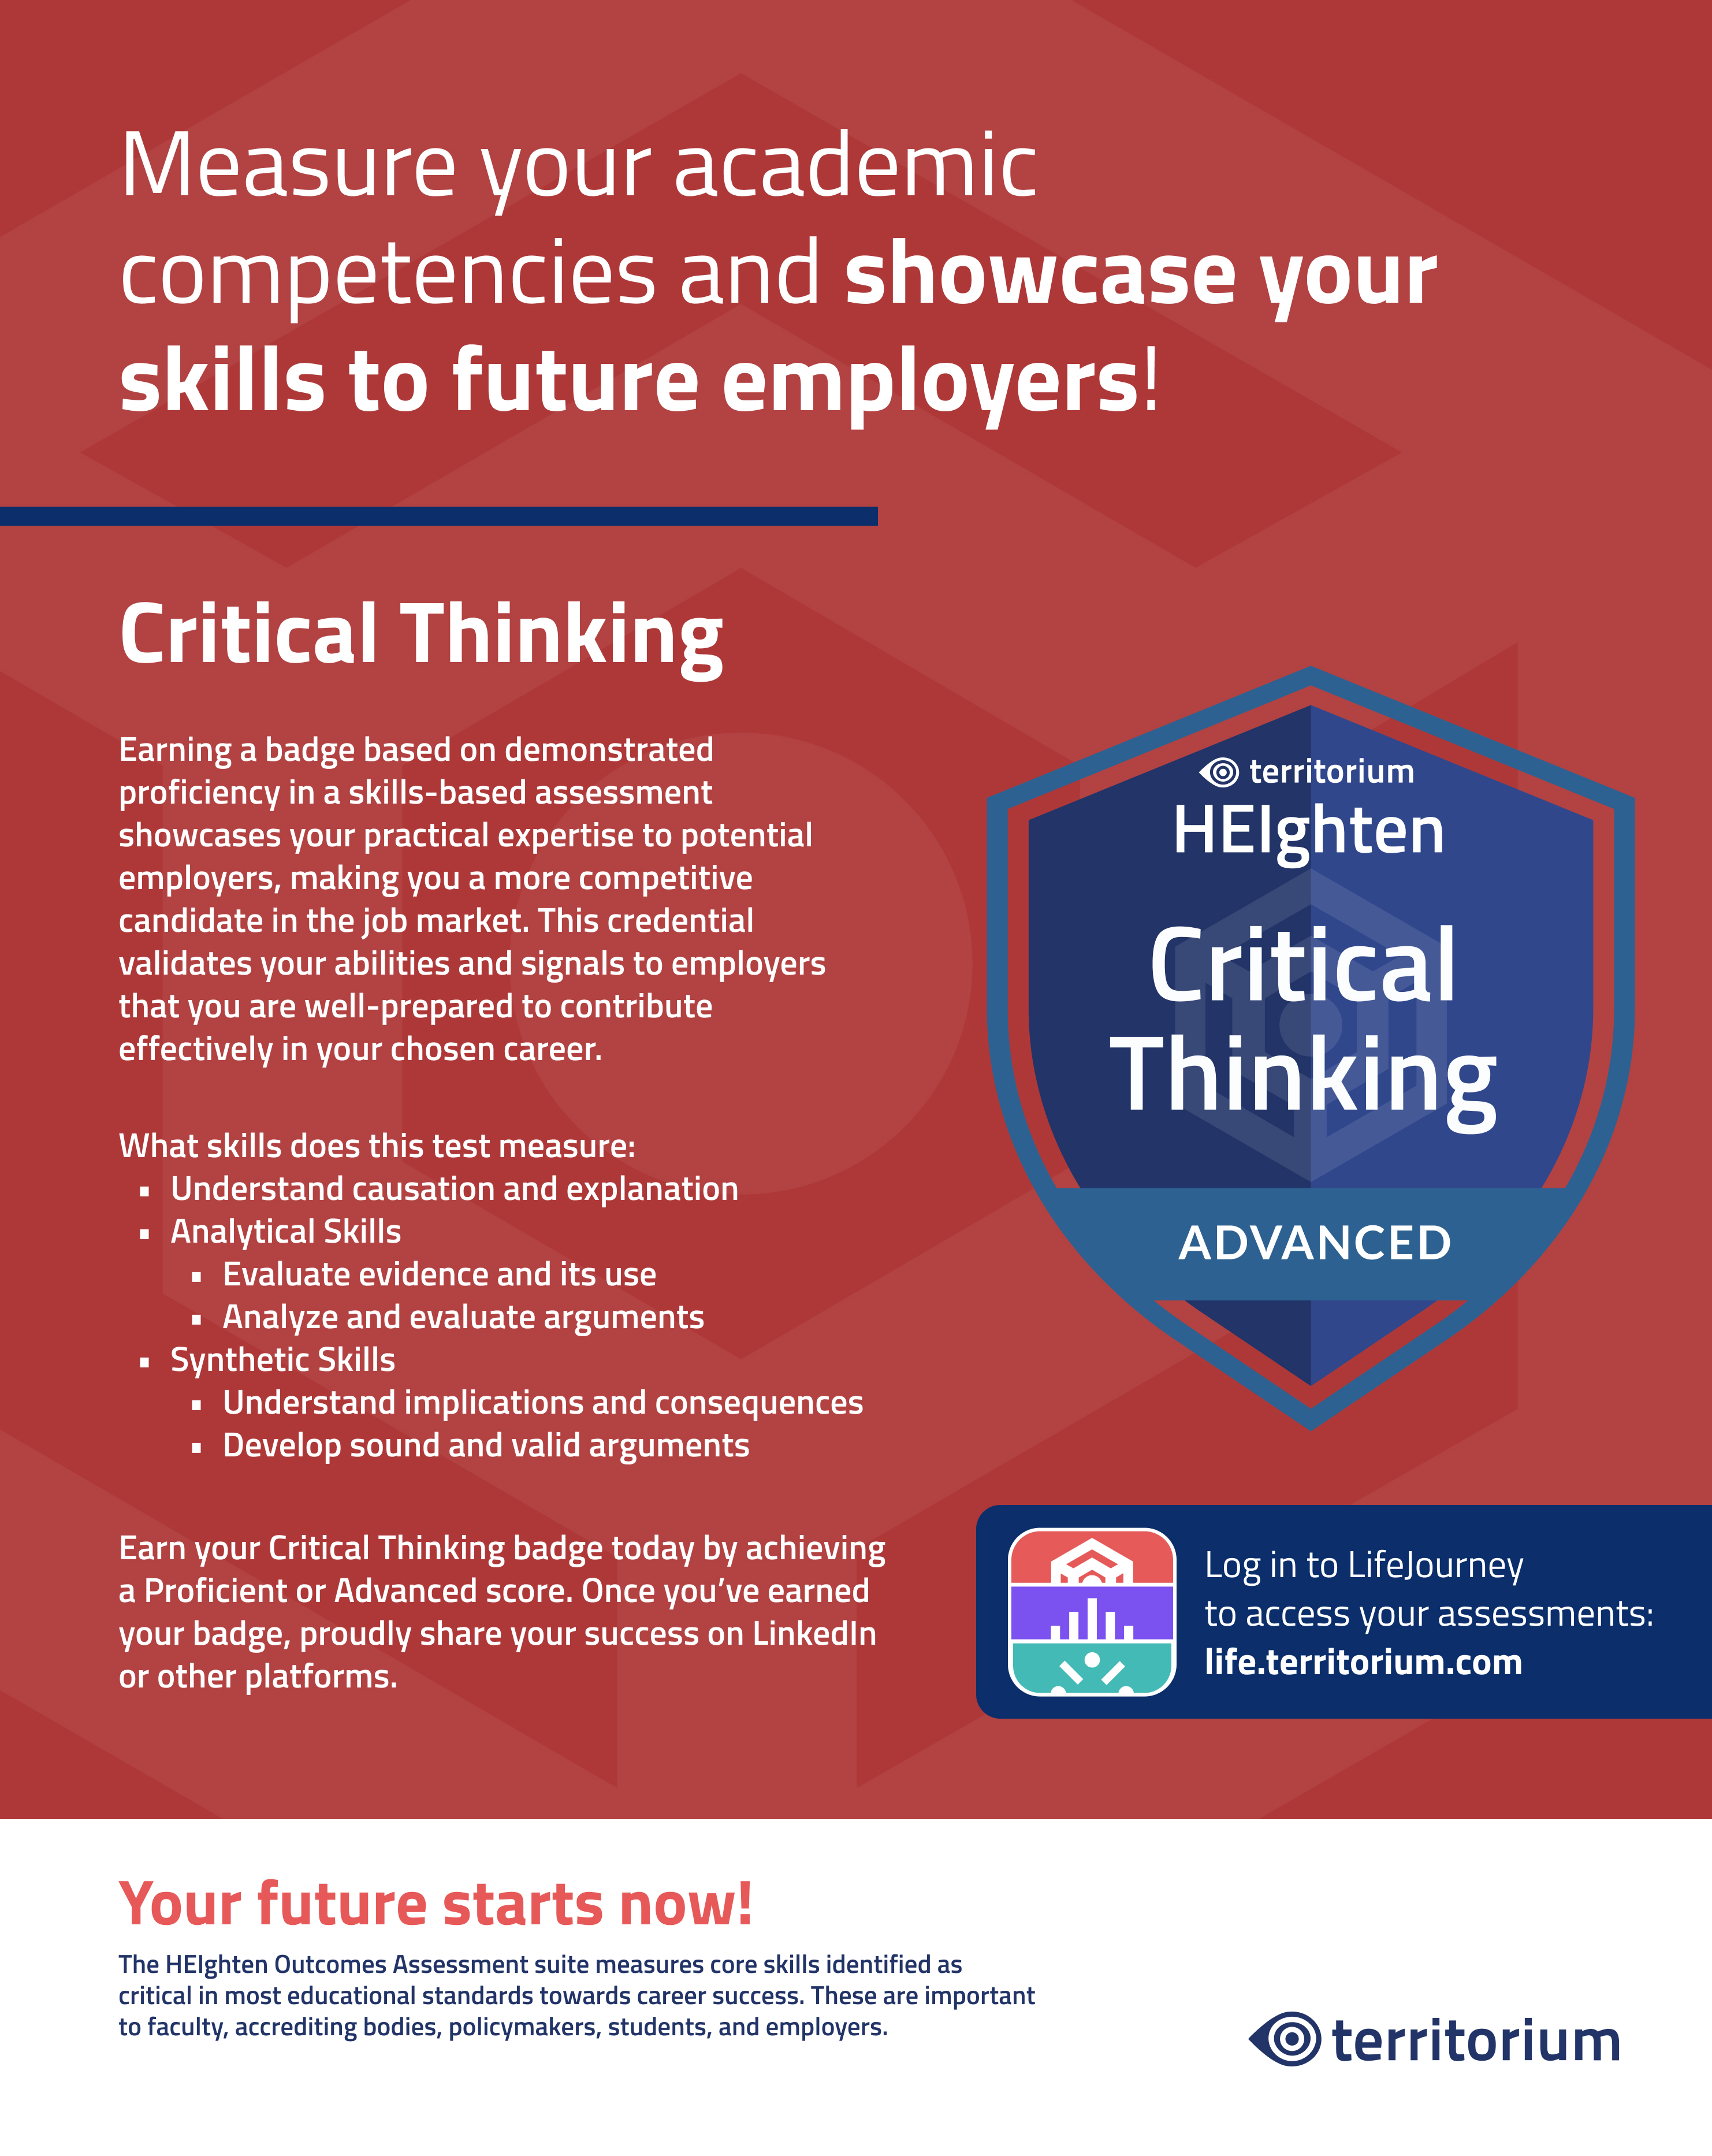 Measure your academic
competencies and showcase your
skills to future employers!
Critical Thinking
Earning a badge based on demonstrated
proficiency in a skills-based assessment
showcases your practical expertise to potential
employers, making you a more competitive
candidate in the job market. This credential
validates your abilities and signals to employers
that you are well-prepared to contribute
effectively in your chosen career.
What skills does this test measure:
▪ Understand causation and explanation
▪ Analytical Skills
▪ Evaluate evidence and its use
▪ Analyze and evaluate arguments
▪ Synthetic Skills
▪ Understand implications and consequences
▪ Develop sound and valid arguments
Earn your Critical Thinking badge today by achieving
a Proficient or Advanced score. Once you’ve earned
your badge, proudly share your success on LinkedIn
or other platforms.
territorium
HEIghten
Critical
Thinking
ADVANCED
Log in to LifeJourney
to access your assessments:
life.territorium.com
Your future starts now!
The HEIghten Outcomes Assessment suite measures core skills identified as
critical in most educational standards towards career success. These are important
to faculty, accrediting bodies, policymakers, students, and employers.
territorium